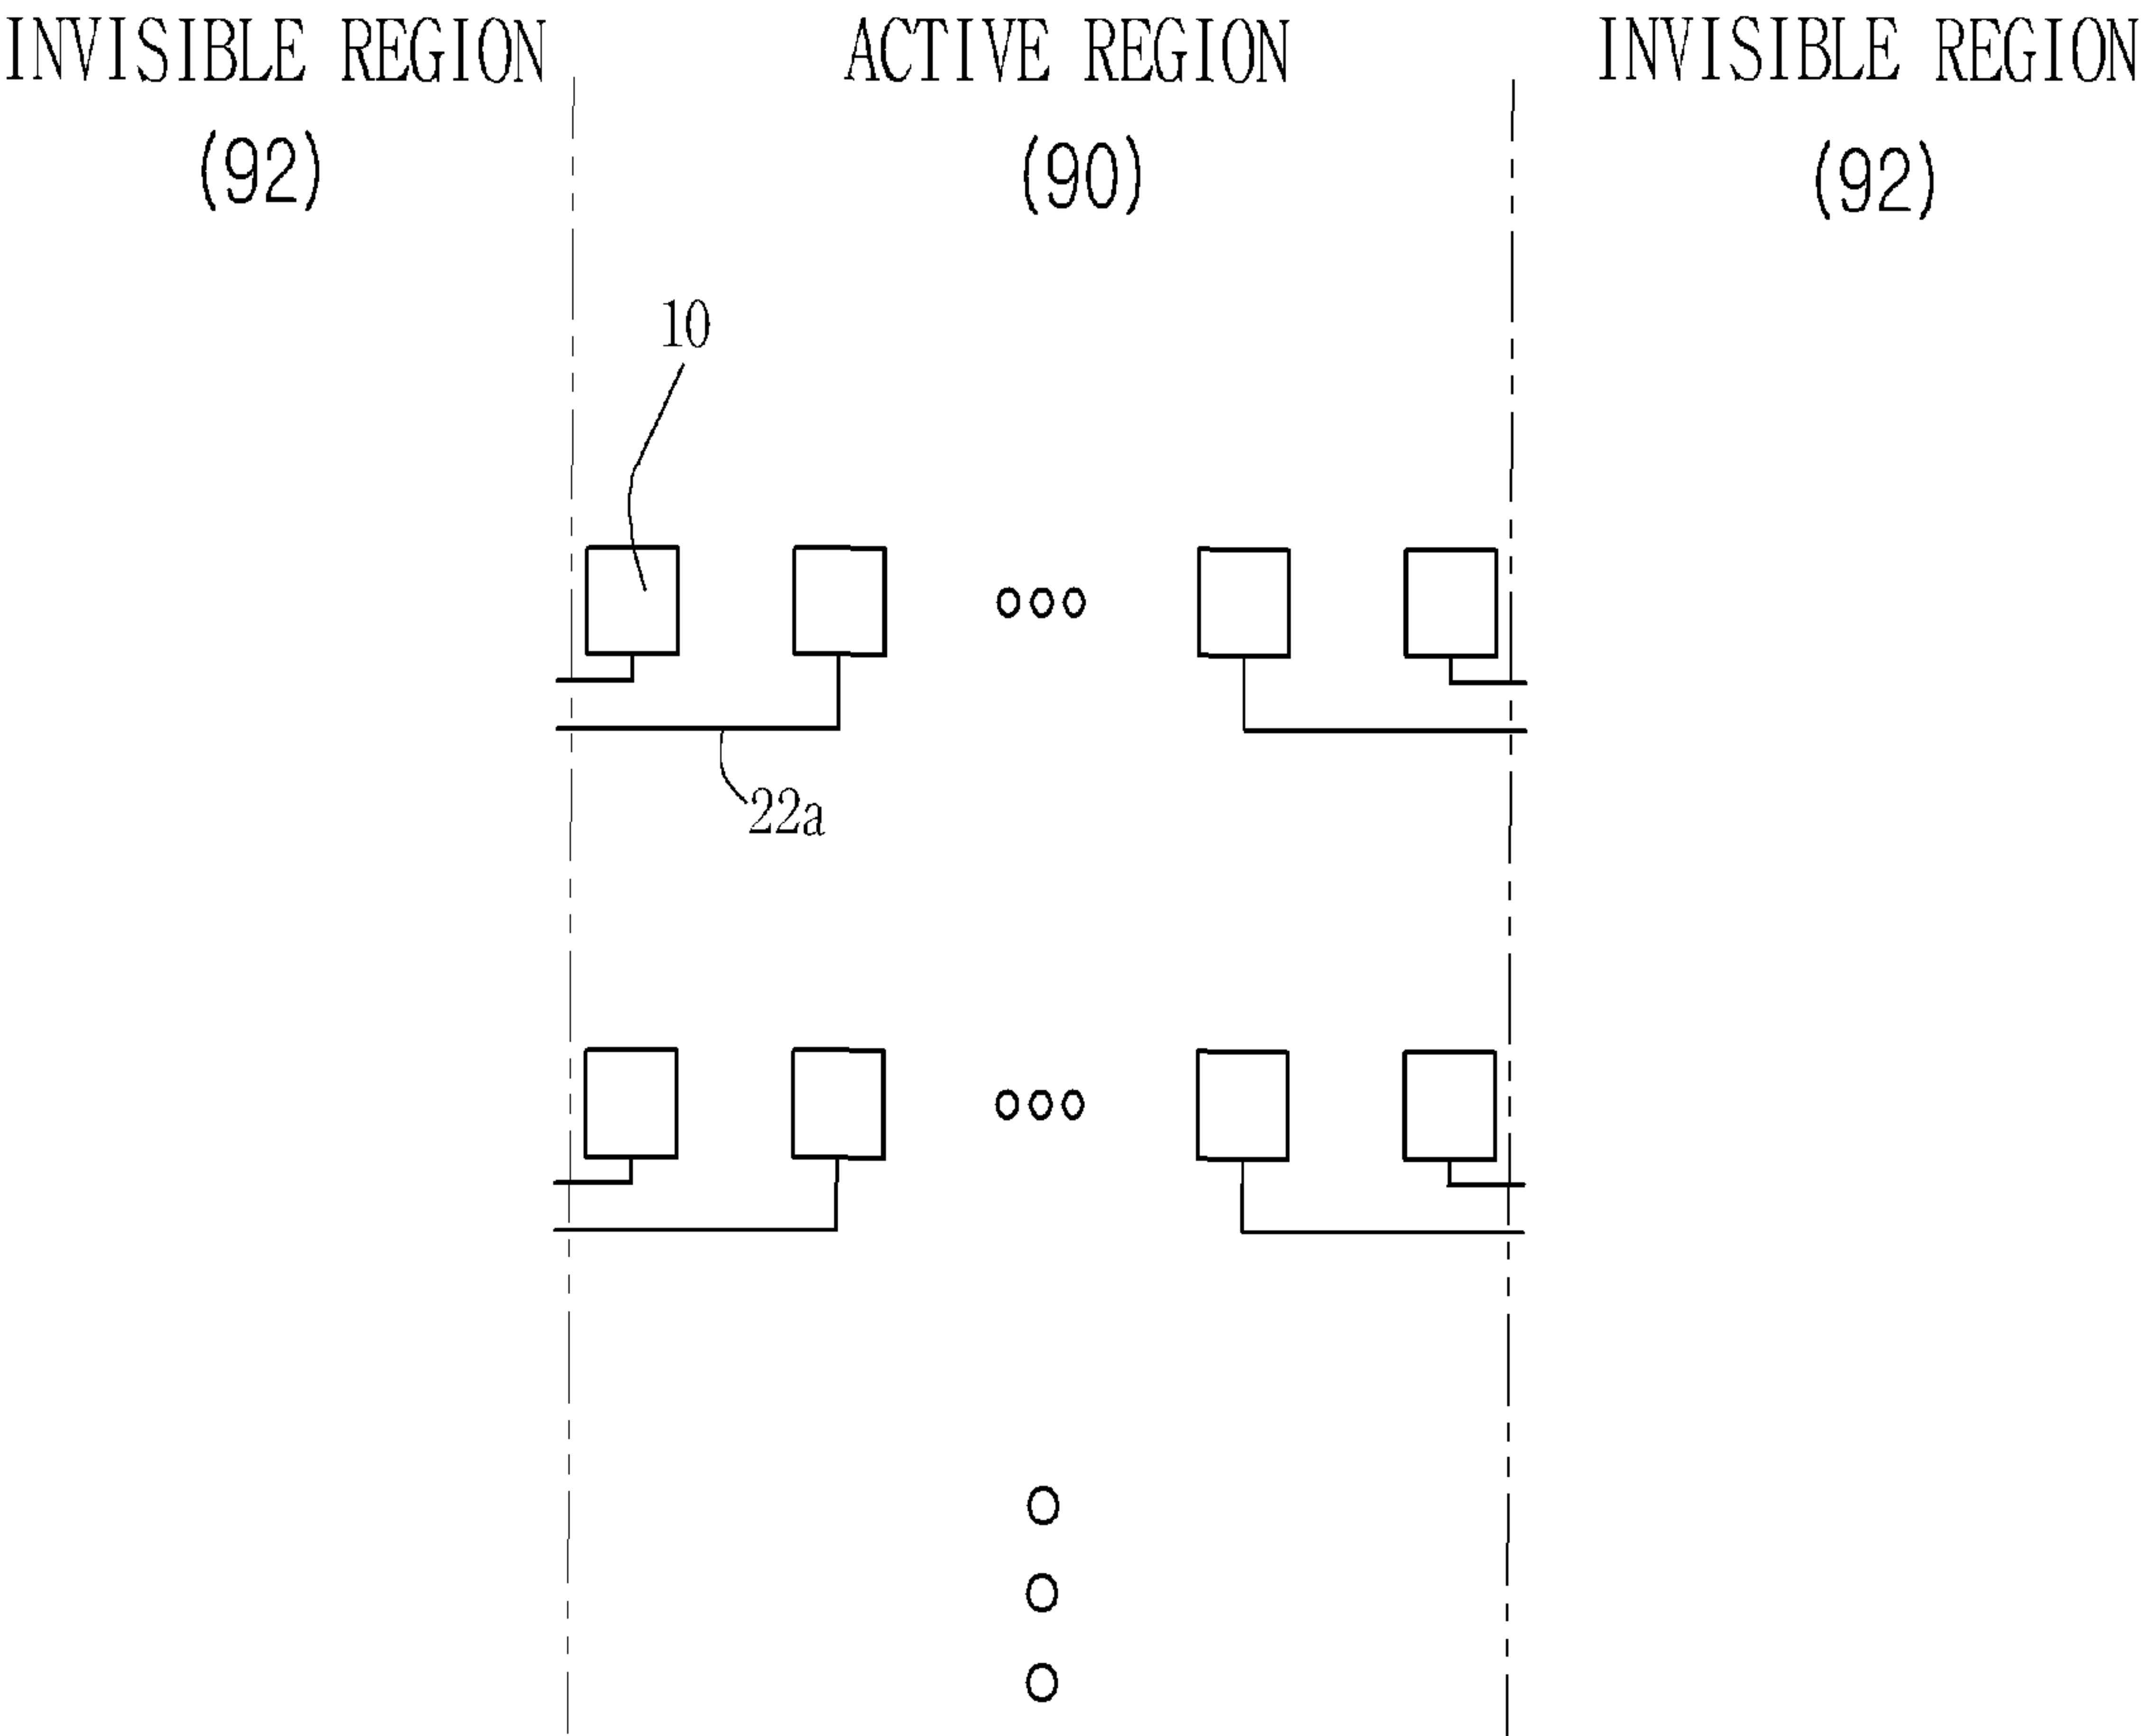 INVISIBLE REGION
(92)
ACTIVE REGION
(90)
INVISIBLE REGION
(92)
10
22a